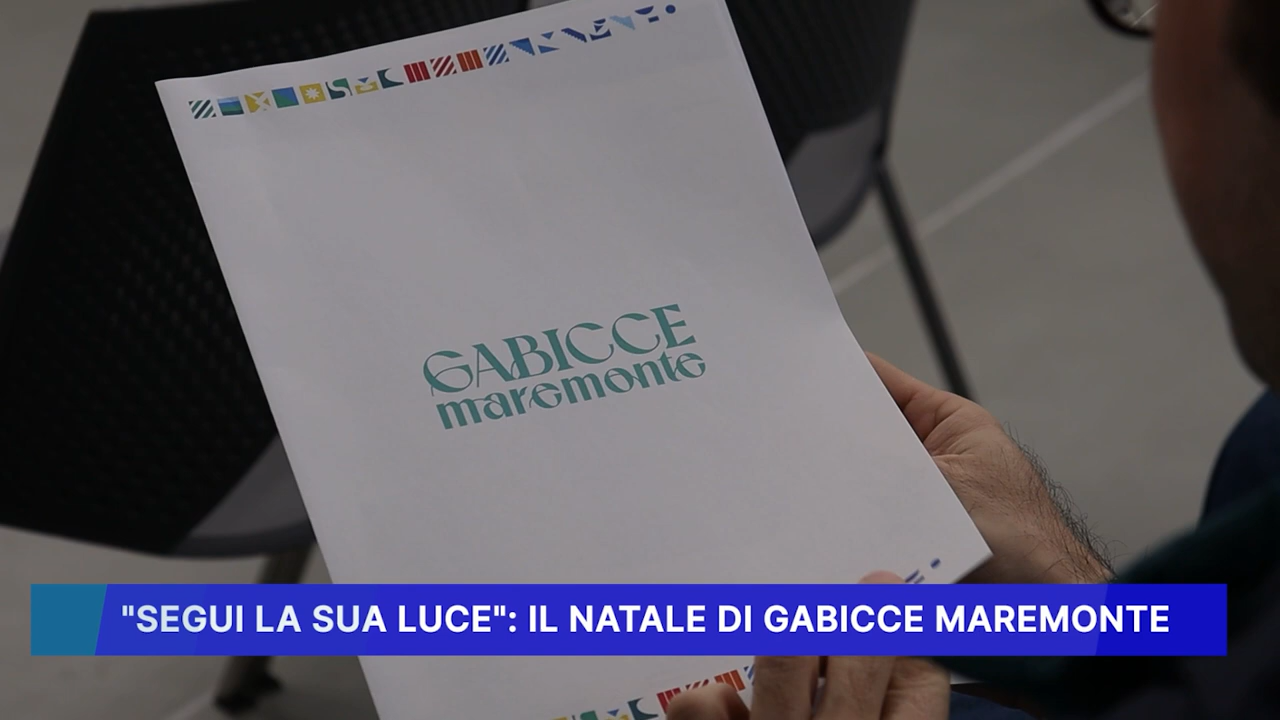 GABICCE
maremonte
"SEGUI LA SUA LUCE": IL NATALE DI GABICCE MAREMONTE